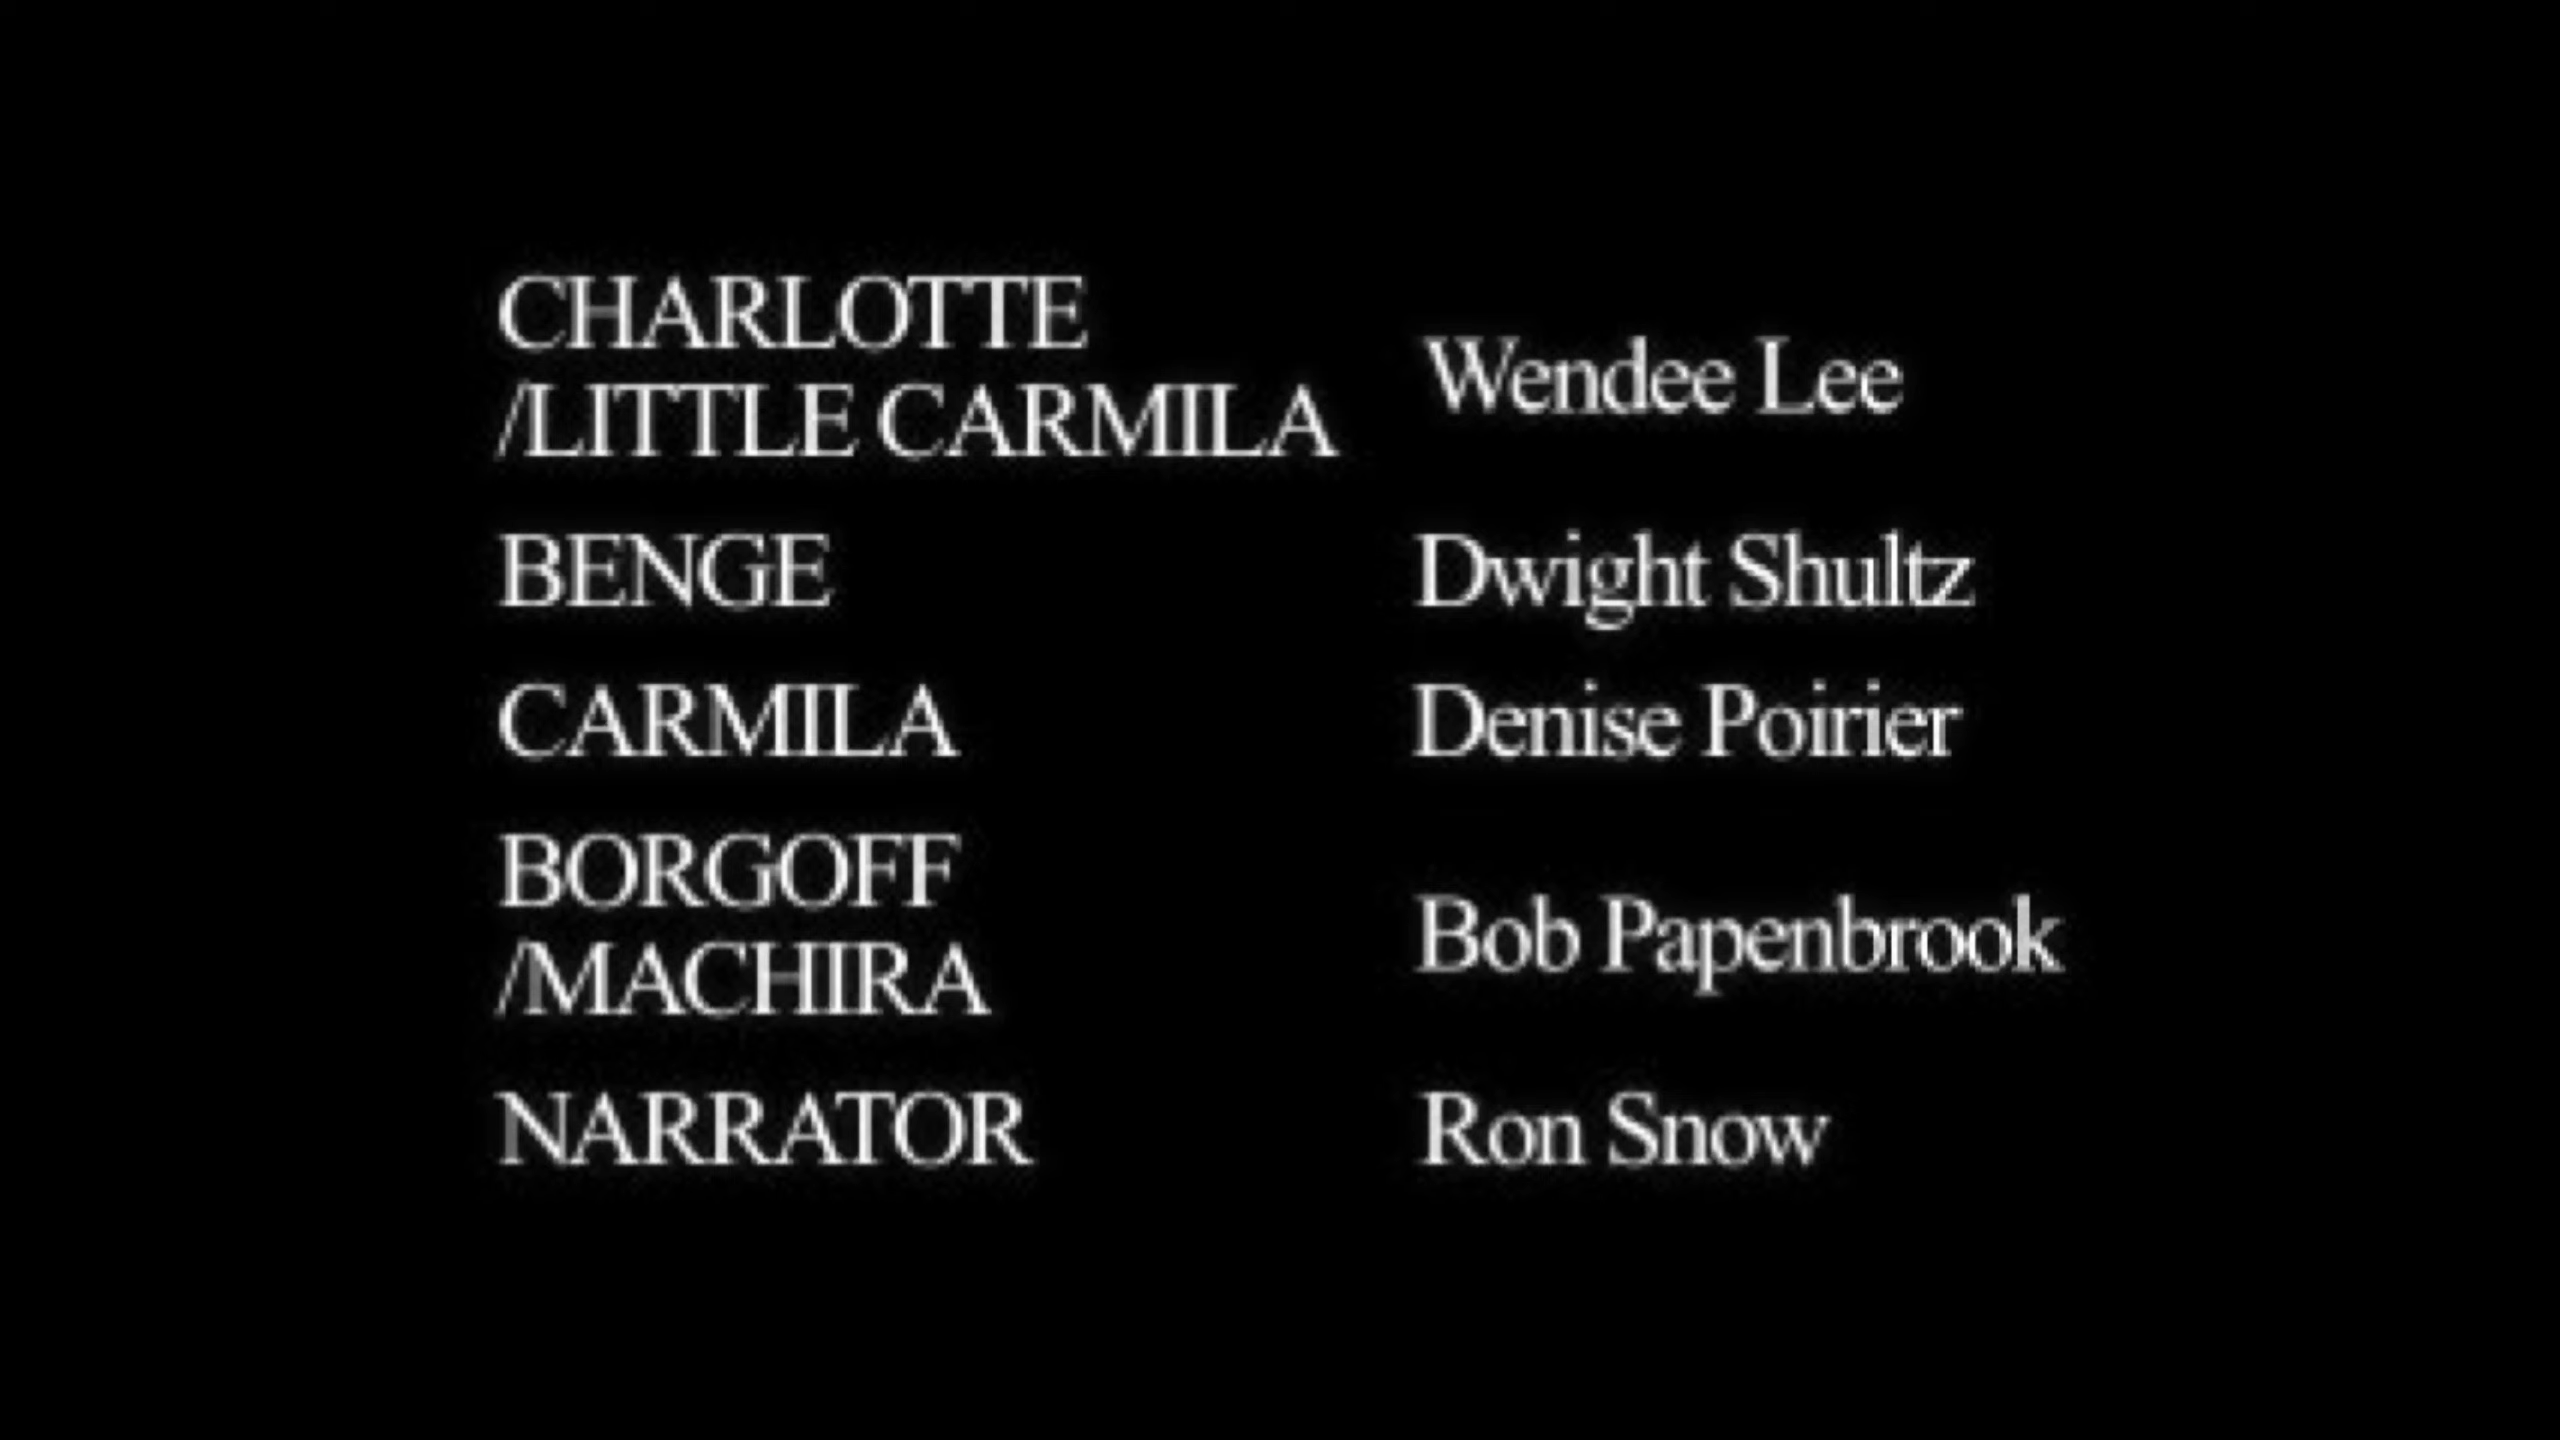 CHARLOTTE
/LITTLE CARMILA
Wendee Lee
BENGE
Dwight Shultz
CARMILA
Denise Poirier
BORGOFF
/MACHIRA
Bob Papenbrook
NARRATOR
Ron Snow